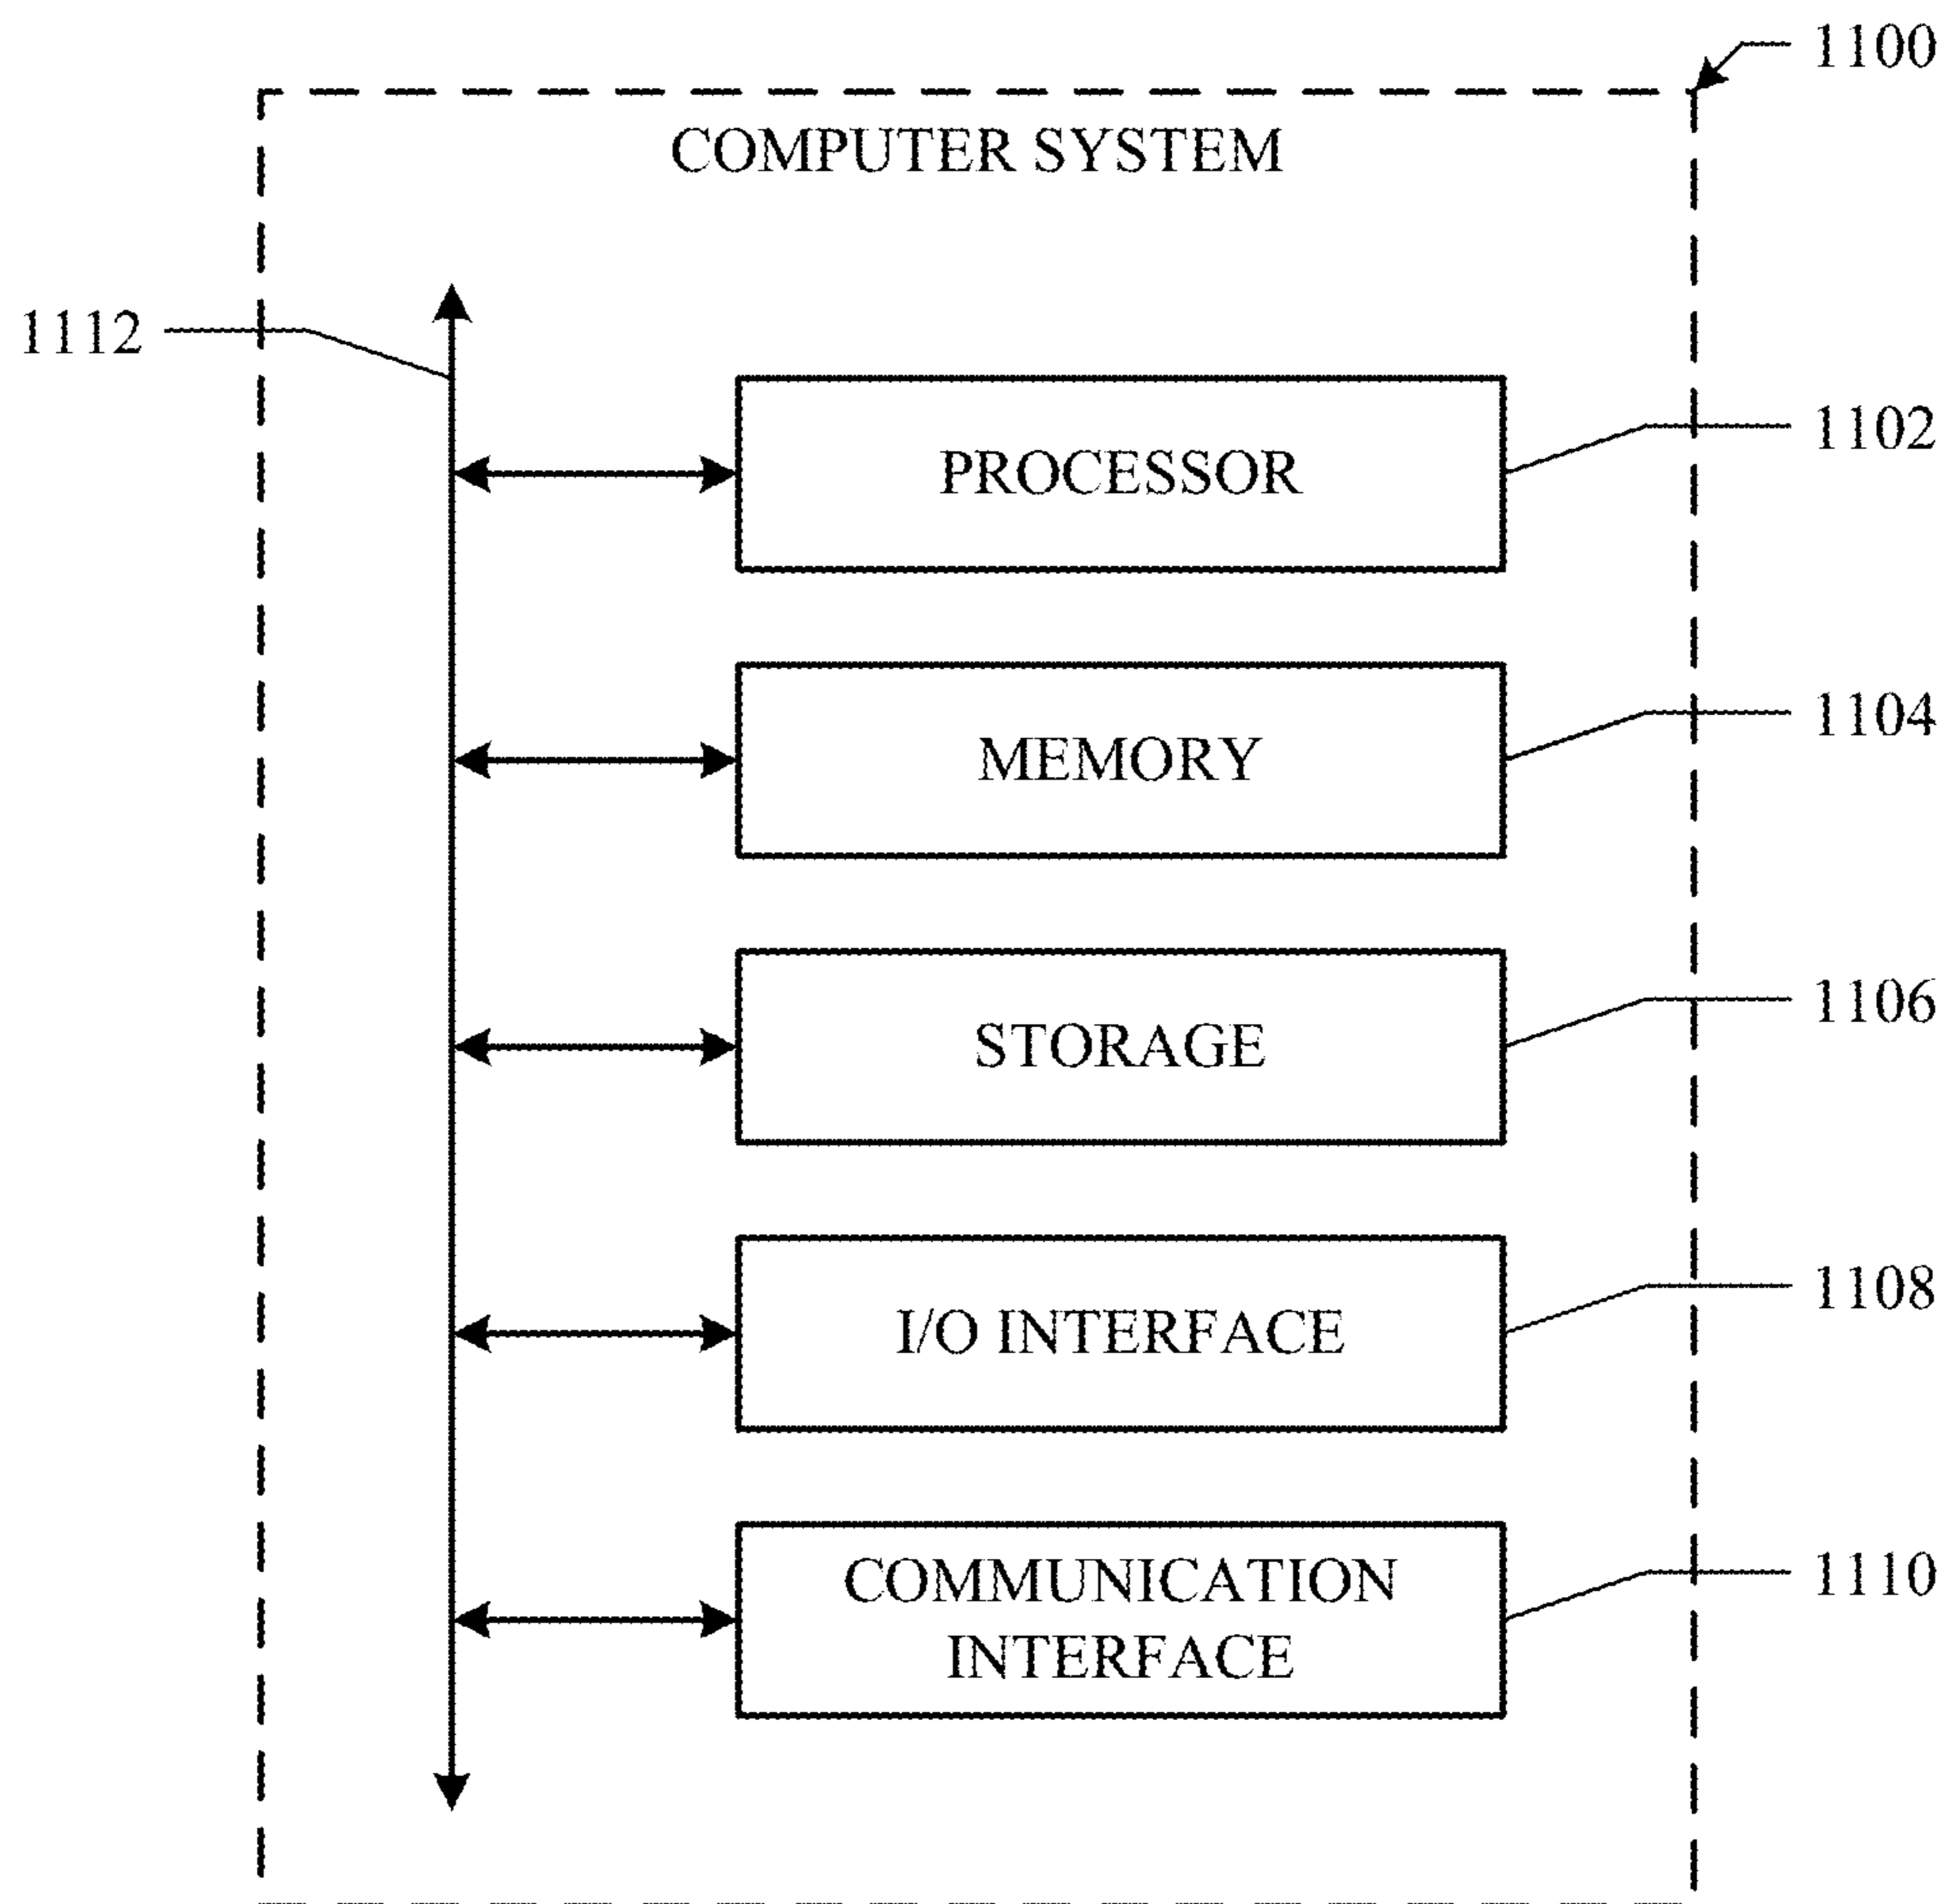 1100
COMPUTER SYSTEM
1112
1102
PROCESSOR
1104
MEMORY
1106
STORAGE
1108
I/O INTERFACE
1110
COMMUNICATION
INTERFACE